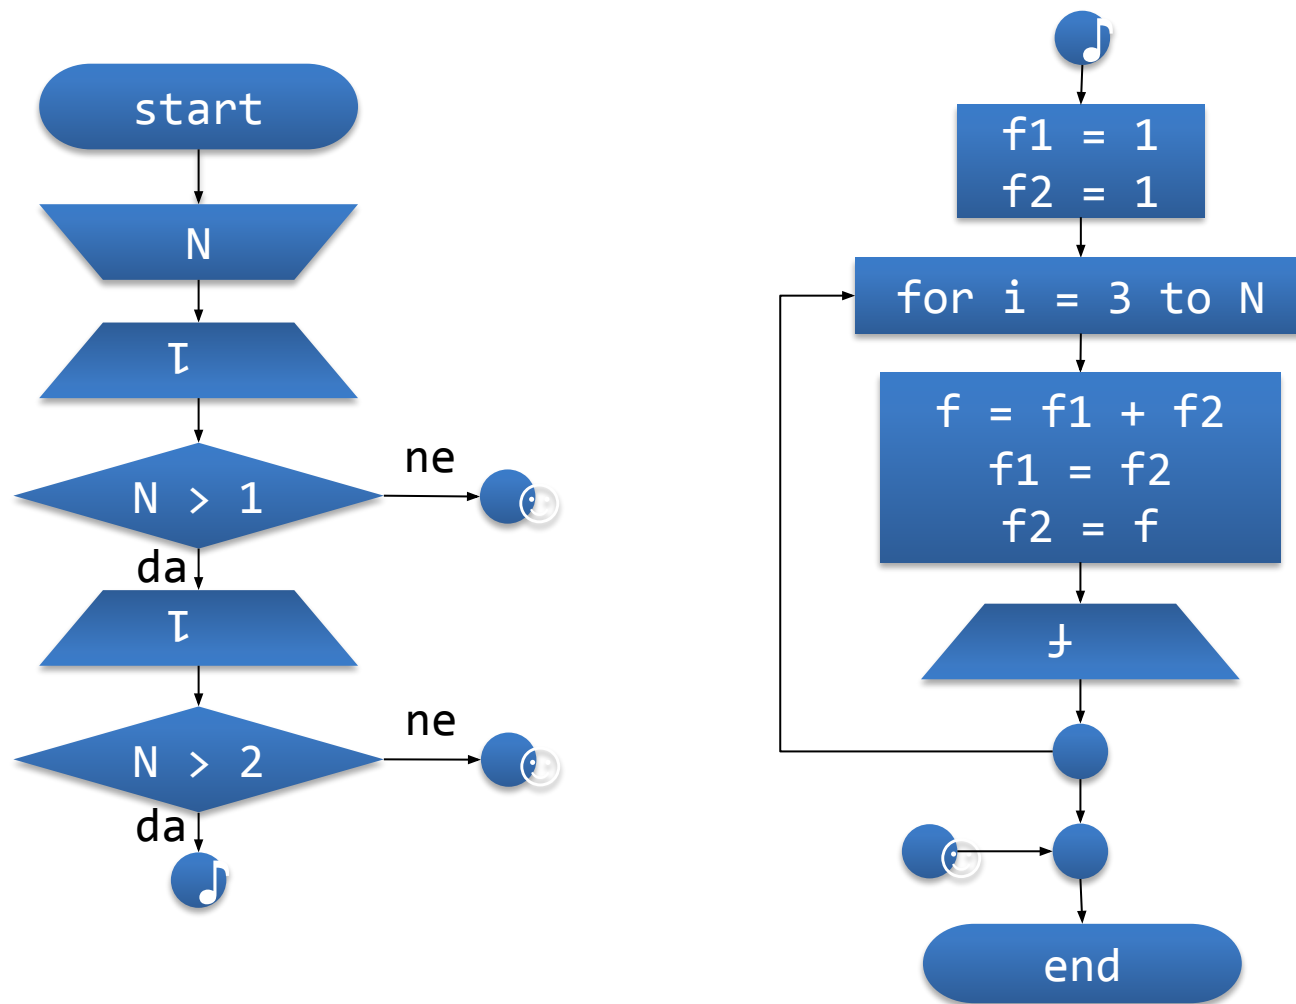 start
N
1
N > 1
ne
da
1
N > 2
ne
da
f1 = 1
f2 = 1
for i = 3 to N
f = f1 + f2
f1 = f2
f2 = f
f
end